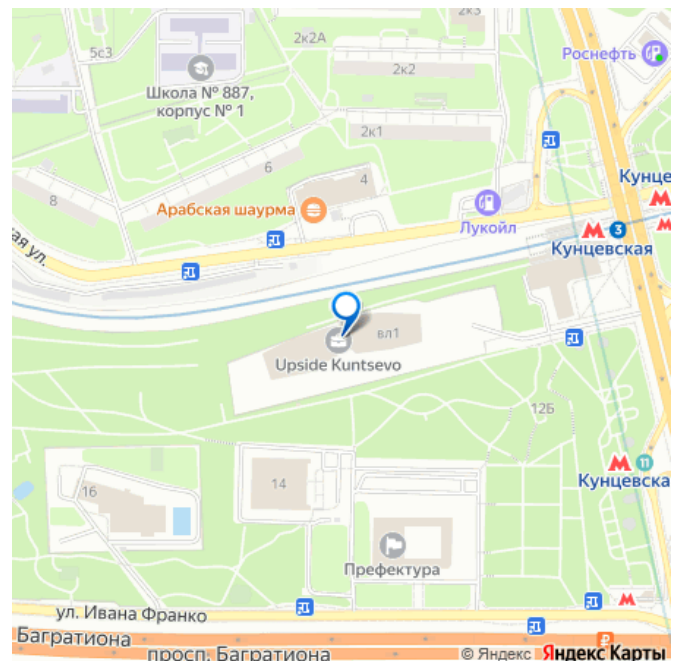 2к3
2к2А
5с3
Роснефть
2к2
Школа № 887,
корпус № 1
2к1
6
4
Кунце
8
Арабская шаурма
Лукойл
3
Кунцевская
ая ул.
вл1
Upside Kuntsevo
12Б
11
Кунцевска
16
14
Префектура
ул. Ивана Франко
Багратиона
просп. Багратиона
© Яндекс Яндекс Карты